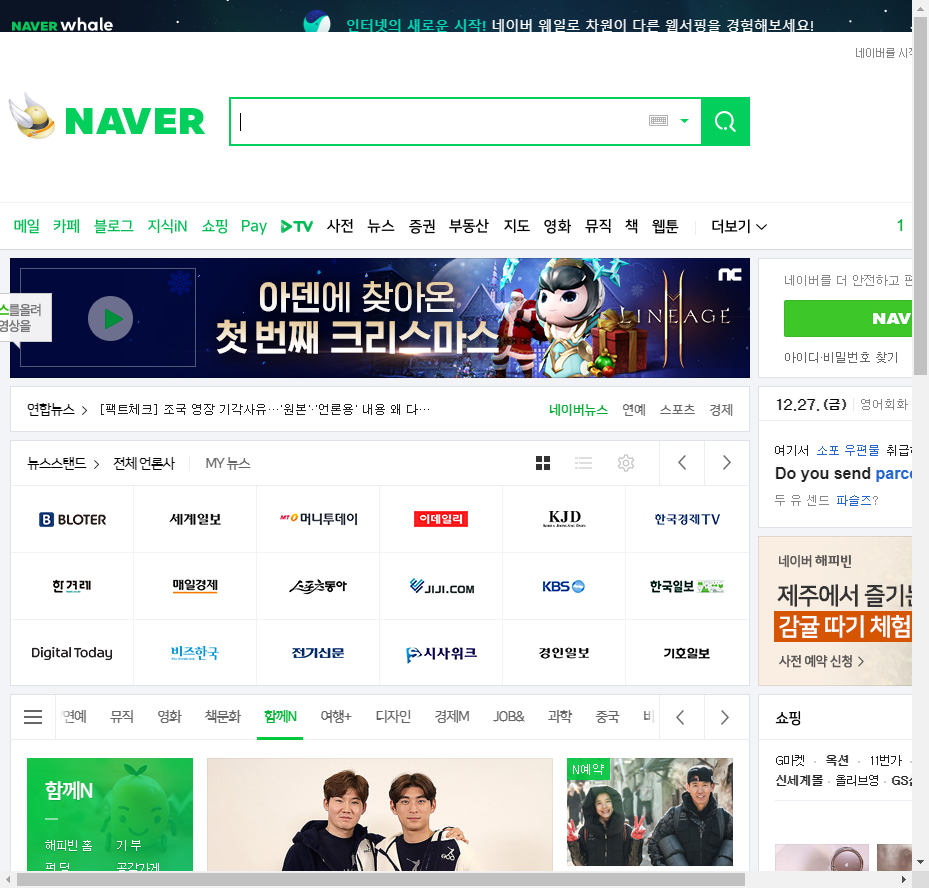 NAVER whale
인터넷의 새로운 시작! 네이버 웨일로 차원이 다른 웹서핑을 경험해보세요!
네이버를 시작
NAVER
메일 카페 블로그 지식iN 쇼핑 Pay TV 사전 뉴스 증권 부동산 지도 영화 뮤직 책 웹툰 더보기 1
스를올려
영상을
아덴에 찾아온
첫 번째 크리스마스
LINEAGE
NC
네이버를 더 안전하고
NAV
아이디·비밀번호 찾기
연합뉴스 > [팩트체크] 조국 영장 기각사유…'원본'·'언론용' 내용 왜 다…
네이버뉴스 연예 스포츠 경제
12.27. (금) 영어회화
여기서 소포 우편물 취급
Do you send parc
두 유 센드 파슬즈?
뉴스스탠드 > 전체 언론사 MY 뉴스
BLOTER 세계일보 MT 머니투데이 이데일리 KJD 한국경제TV
한겨레 매일경제 스포츠동아 JIJI.COM KBS 한국일보
Digital Today 비즈한국 전기신문 시사위크 경인일보 기호일보
네이버 해피빈
제주에서 즐기는
감귤 따기 체험
사전 예약 신청 >
연예 뮤직 영화 책문화 함께N 여행+ 디자인 경제M JOB& 과학 중국 비
쇼핑
G마켓 · 옥션 · 11번가 ·
신세계몰 · 올리브영 · GS
함께N
해피빈 홈 기 부
펀 딩 공감가게
N예약